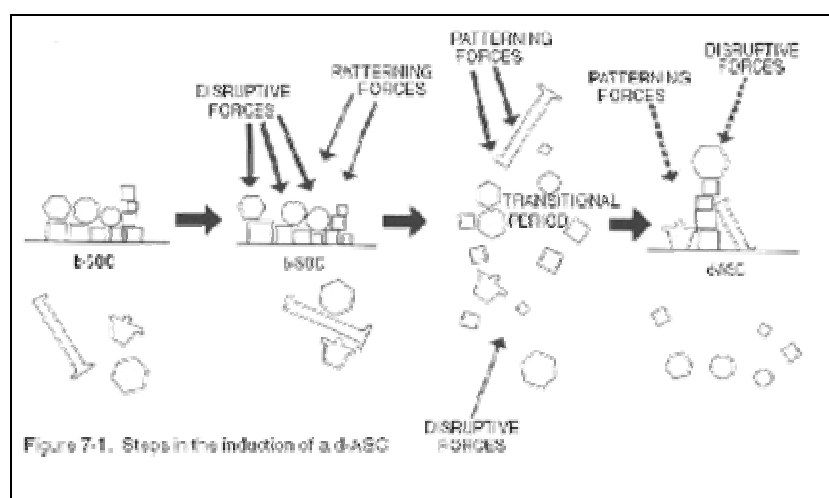 DISRUPTIVE
FORCES
PATTERNING
FORCES
PATTERNING
FORCES
PATTERNING
FORCES
DISRUPTIVE
FORCES
TRANSITIONAL
PERIOD
b-SOC
b-SOC
d-ASC
DISRUPTIVE
FORCES
Figure 7-1. Steps in the induction of a d-ASC